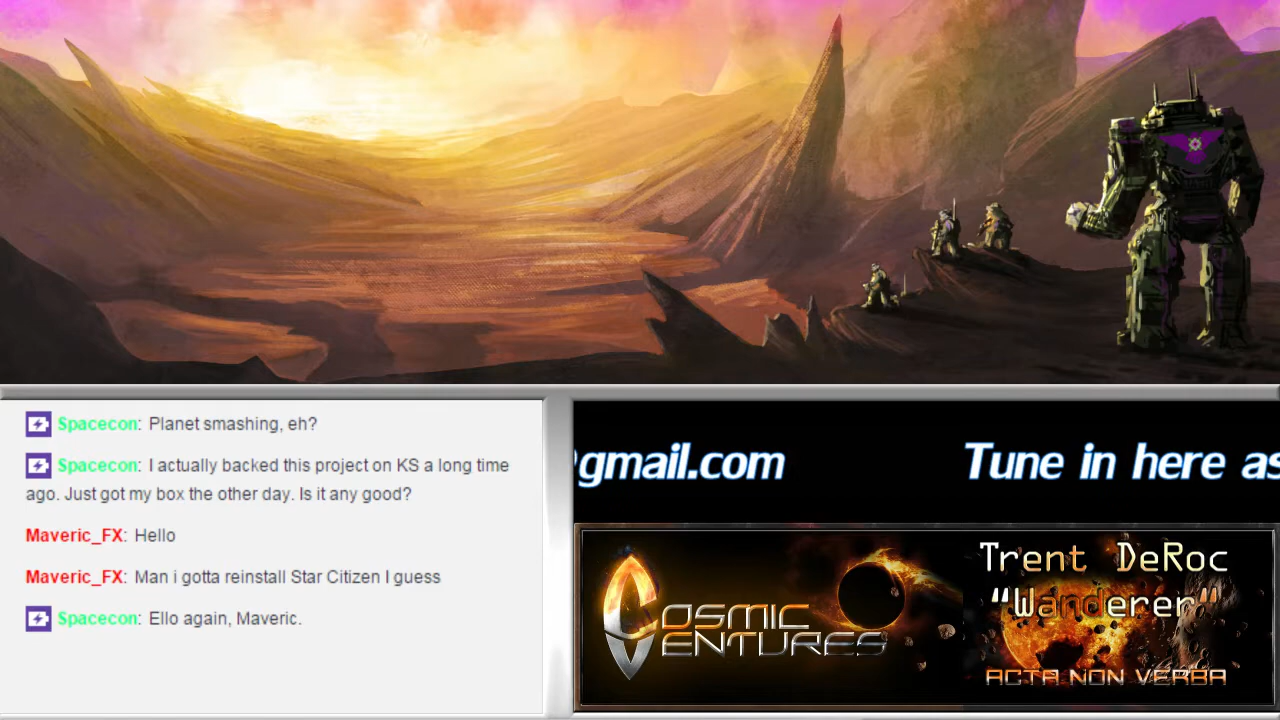 Spacecon: Planet smashing, eh?
Spacecon: I actually backed this project on KS a long time
ago. Just got my box the other day. Is it any good?
Maveric_FX: Hello
Maveric_FX: Man i gotta reinstall Star Citizen I guess
Spacecon: Ello again, Maveric.
@gmail.com Tune in here as
COSMIC
VENTURES
Trent DeRoc
"Wanderer"
ACTA NON VERBA